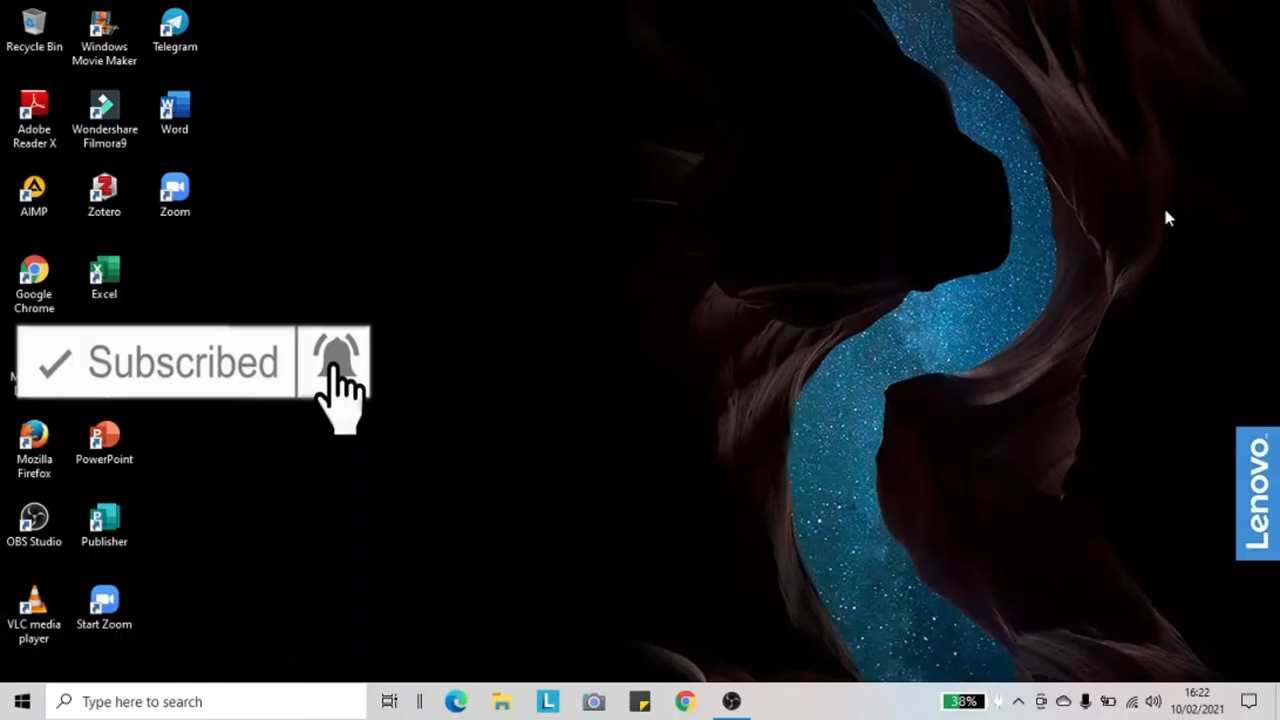 Recycle Bin
Windows
Movie Maker
Telegram
Adobe
Reader X
Wondershare
Filmora9
Word
AIMP
Zotero
Zoom
Google
Chrome
Excel
Subscribed
Mozilla
Firefox
PowerPoint
OBS Studio
Publisher
VLC media
player
Start Zoom
Lenovo
Type here to search
38%
16:22
10/02/2021